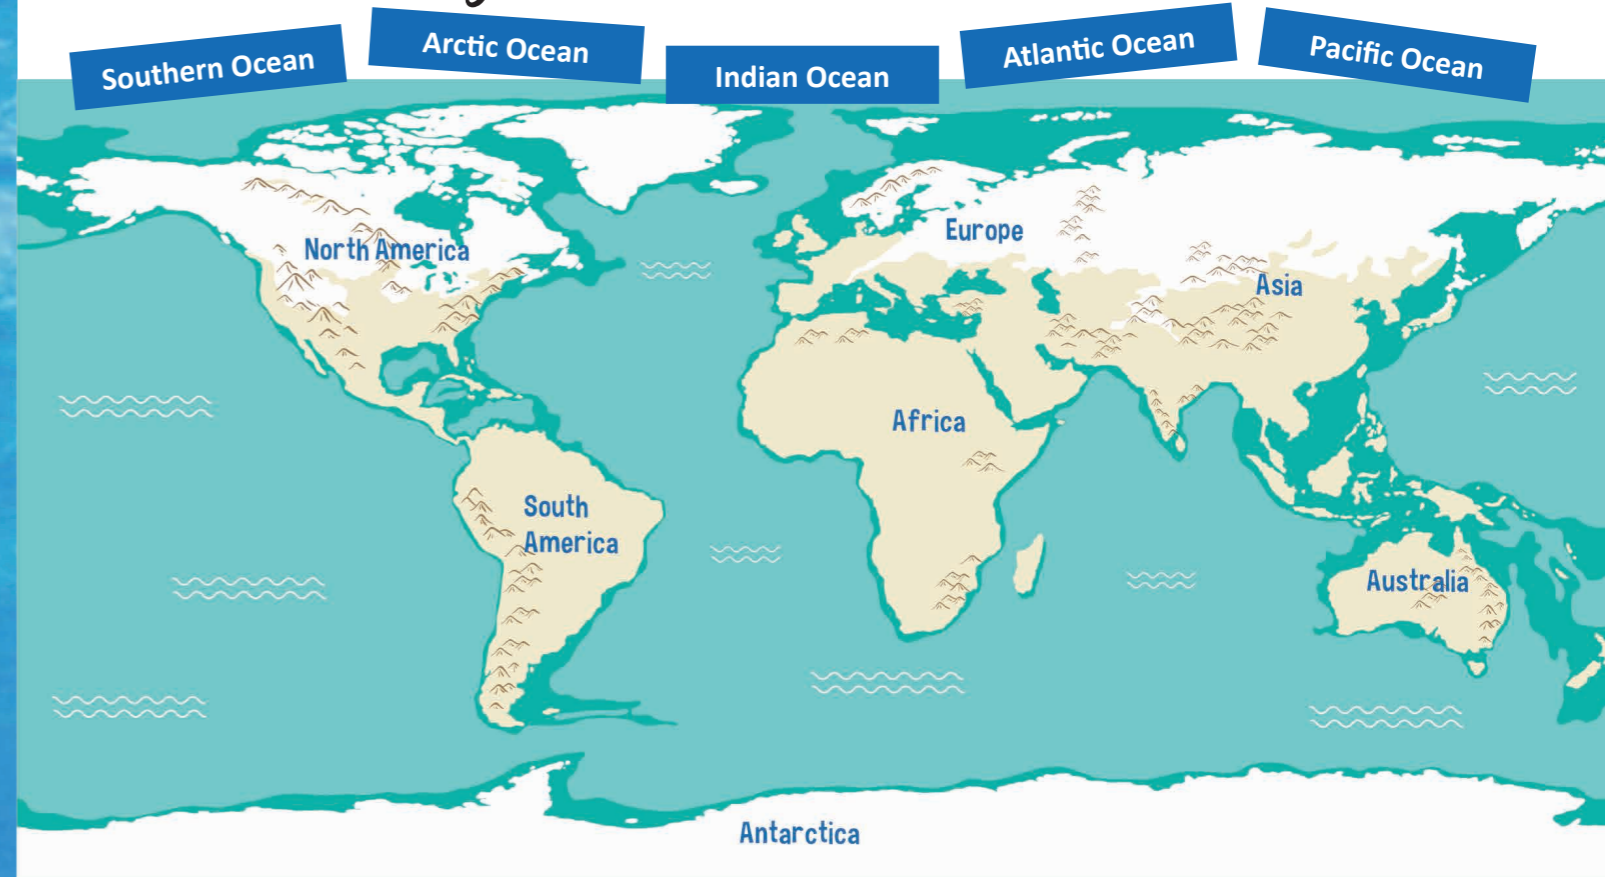 Southern Ocean
Arctic Ocean
Indian Ocean
Atlantic Ocean
Pacific Ocean
North America
Europe
Asia
Africa
South
America
Australia
Antarctica